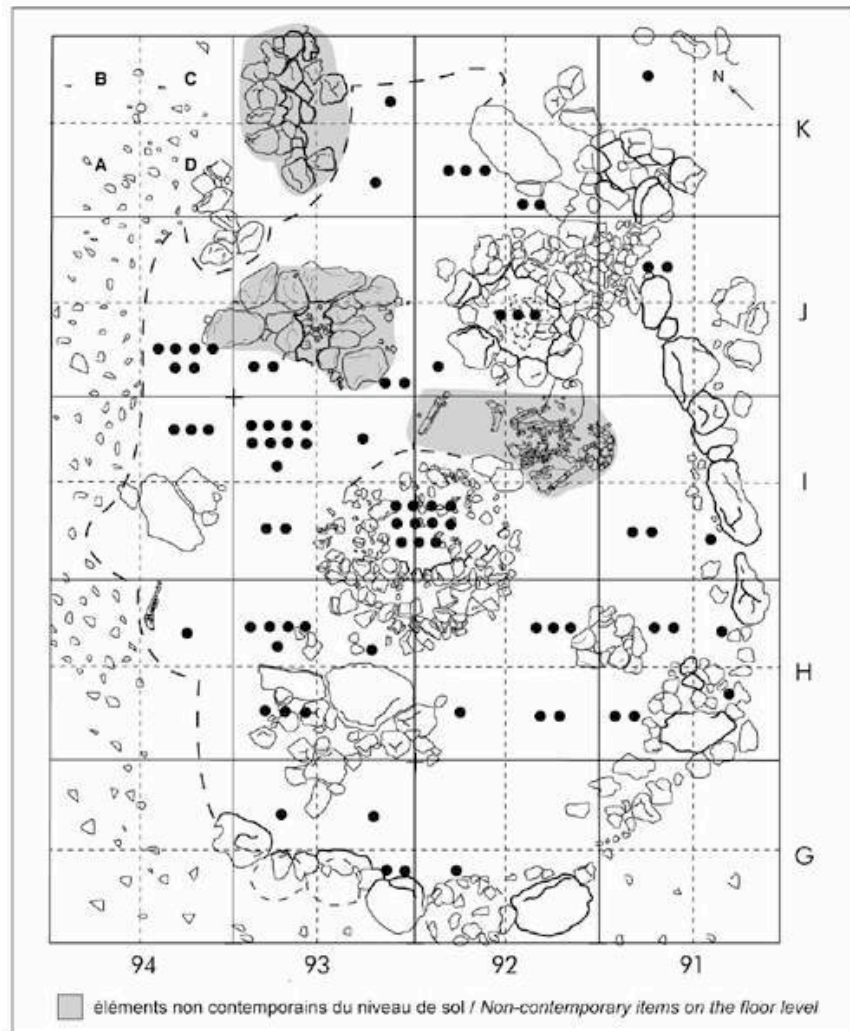 B C N
K
A D
J
I
H
G
94 93 92 91
éléments non contemporains du niveau de sol / Non-contemporary items on the floor level